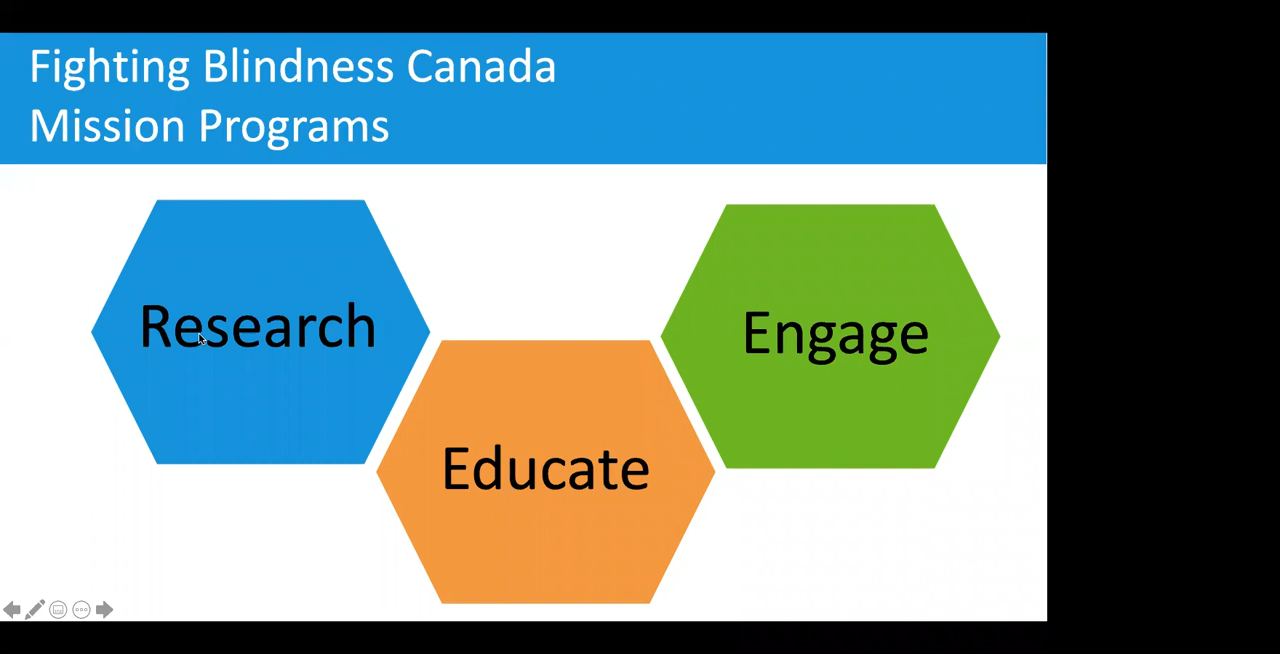 Fighting Blindness Canada
Mission Programs
Research
Educate
Engage